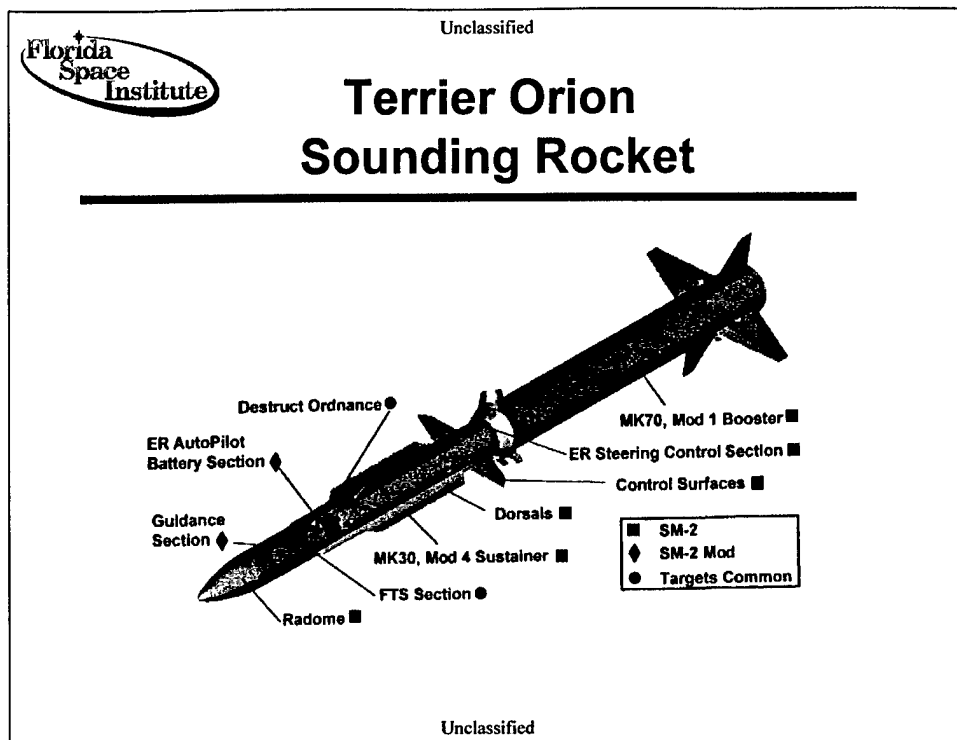 Unclassified
Florida
Space
Institute
Terrier Orion
Sounding Rocket
Destruct Ordnance
ER AutoPilot
Battery Section
Guidance
Section
Radome
FTS Section
MK30, Mod 4 Sustainer
Dorsals
Control Surfaces
ER Steering Control Section
MK70, Mod 1 Booster
SM-2
SM-2 Mod
Targets Common
Unclassified